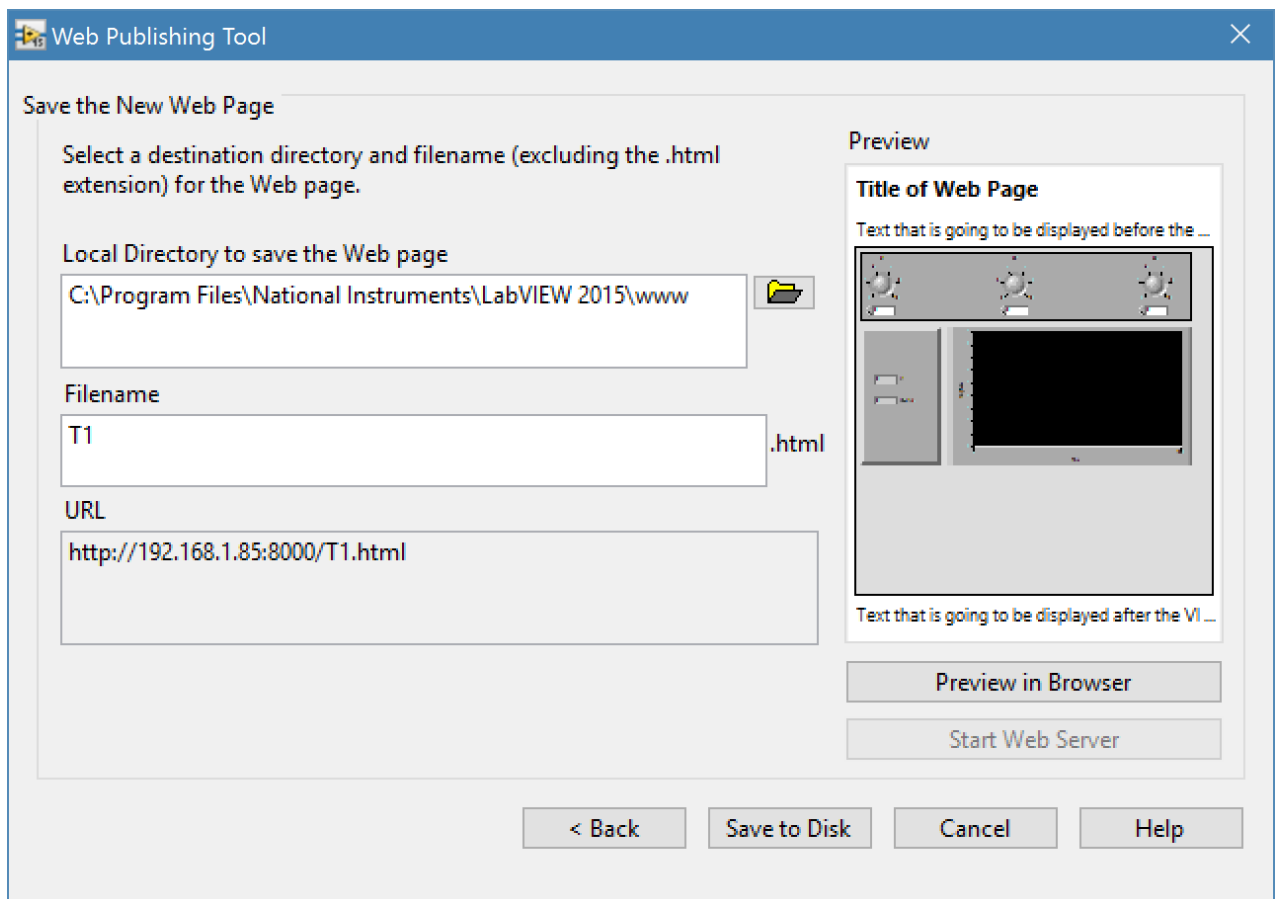 Web Publishing Tool
Save the New Web Page
Select a destination directory and filename (excluding the .html
extension) for the Web page.
Local Directory to save the Web page
C:\Program Files\National Instruments\LabVIEW 2015\www
Filename
T1
.html
URL
http://192.168.1.85:8000/T1.html
Preview
Title of Web Page
Text that is going to be displayed before the ...
Text that is going to be displayed after the VI ...
Preview in Browser
Start Web Server
< Back
Save to Disk
Cancel
Help